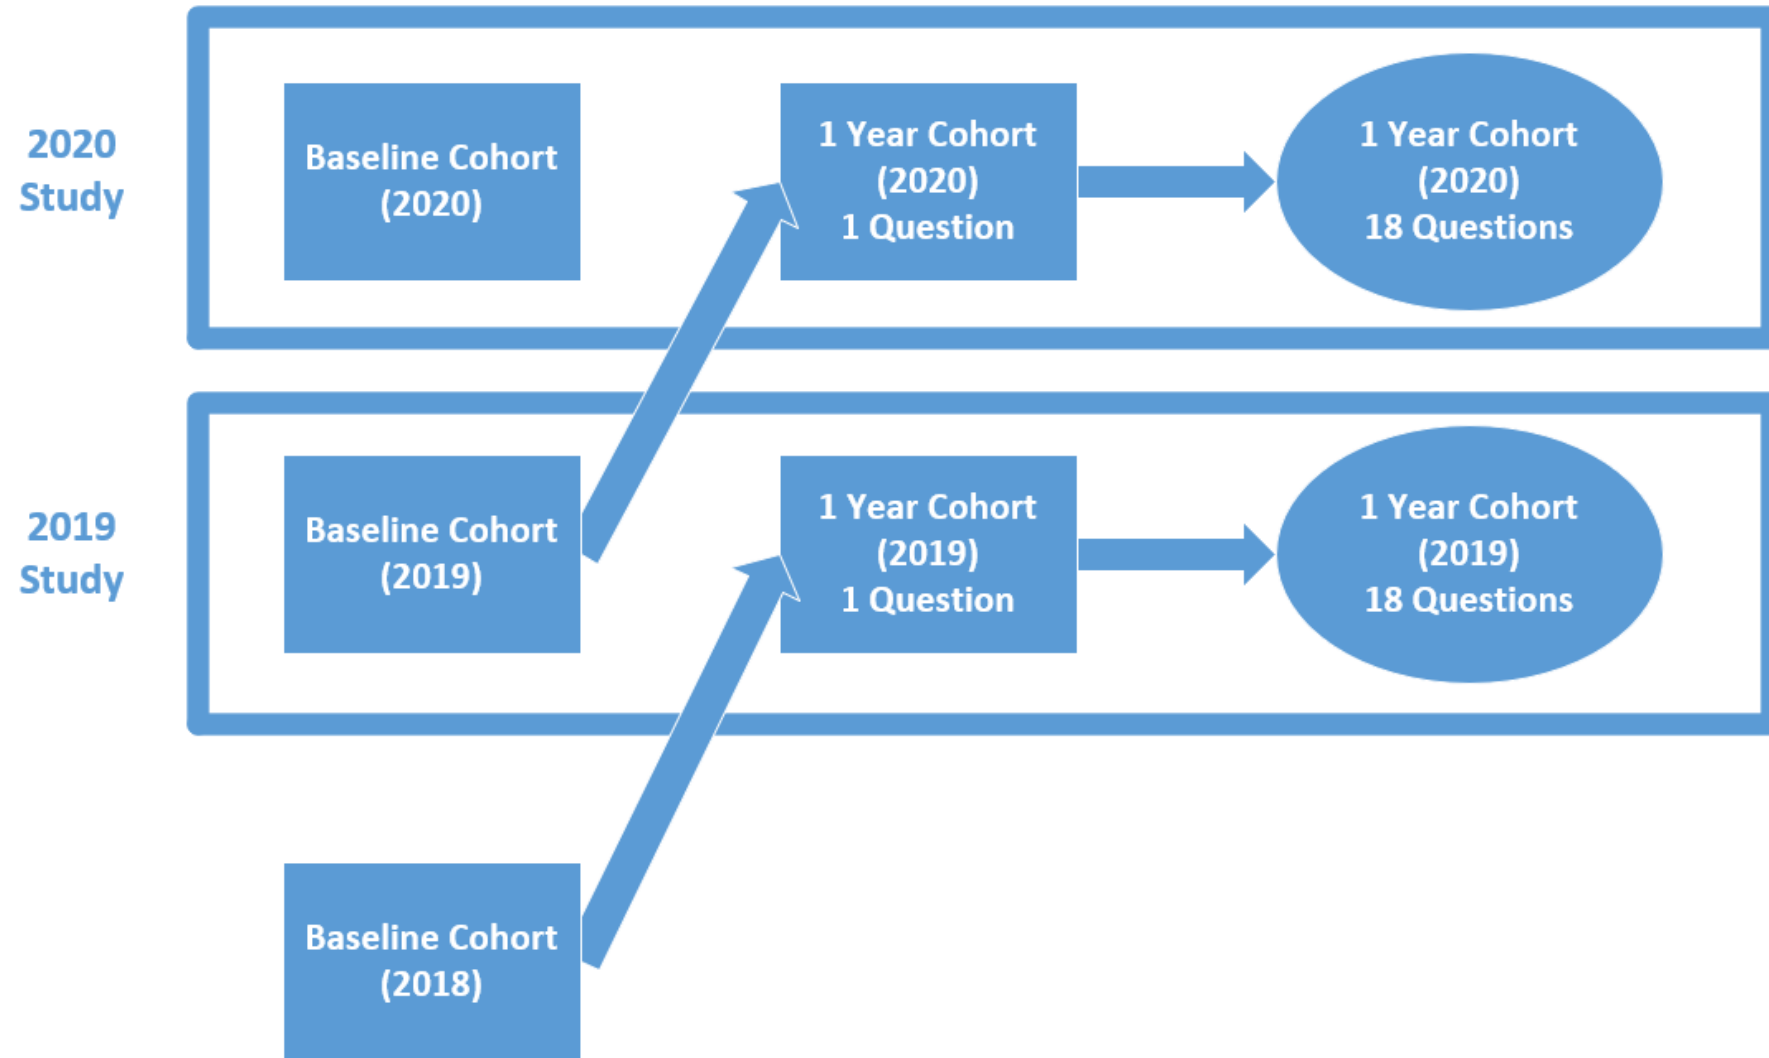 2020
Study
Baseline Cohort
(2020)
1 Year Cohort
(2020)
1 Question
1 Year Cohort
(2020)
18 Questions
2019
Study
Baseline Cohort
(2019)
1 Year Cohort
(2019)
1 Question
1 Year Cohort
(2019)
18 Questions
Baseline Cohort
(2018)